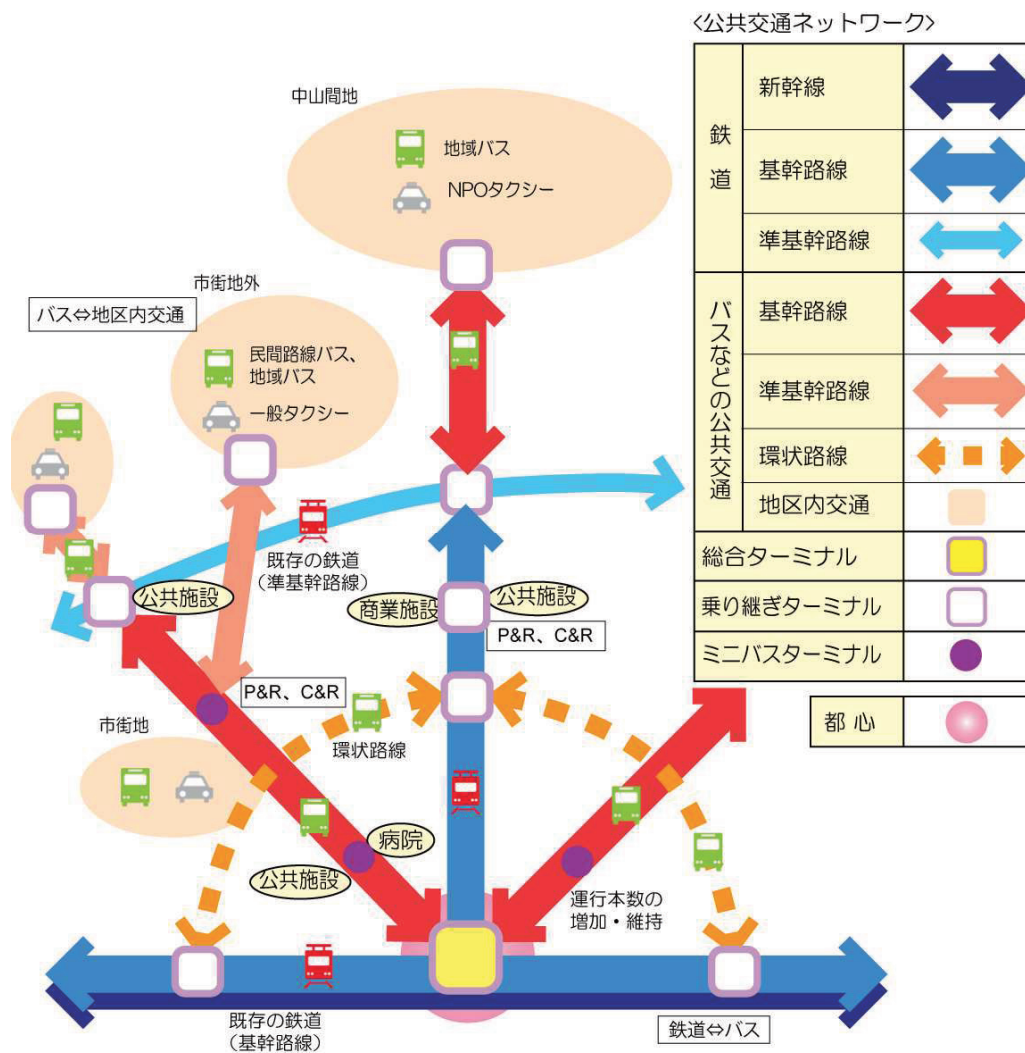 〈公共交通ネットワーク〉
鉄道
新幹線
基幹路線
準基幹路線
バスなどの公共交通
基幹路線
準基幹路線
環状路線
地区内交通
総合ターミナル
乗り継ぎターミナル
ミニバスターミナル
都心
中山間地
地域バス
NPOタクシー
市街地外
バス⇔地区内交通
民間路線バス、
地域バス
一般タクシー
既存の鉄道
（準基幹路線）
公共施設
商業施設
公共施設
P&R、C&R
P&R、C&R
環状路線
市街地
病院
公共施設
運行本数の
増加・維持
既存の鉄道
（基幹路線）
鉄道⇔バス